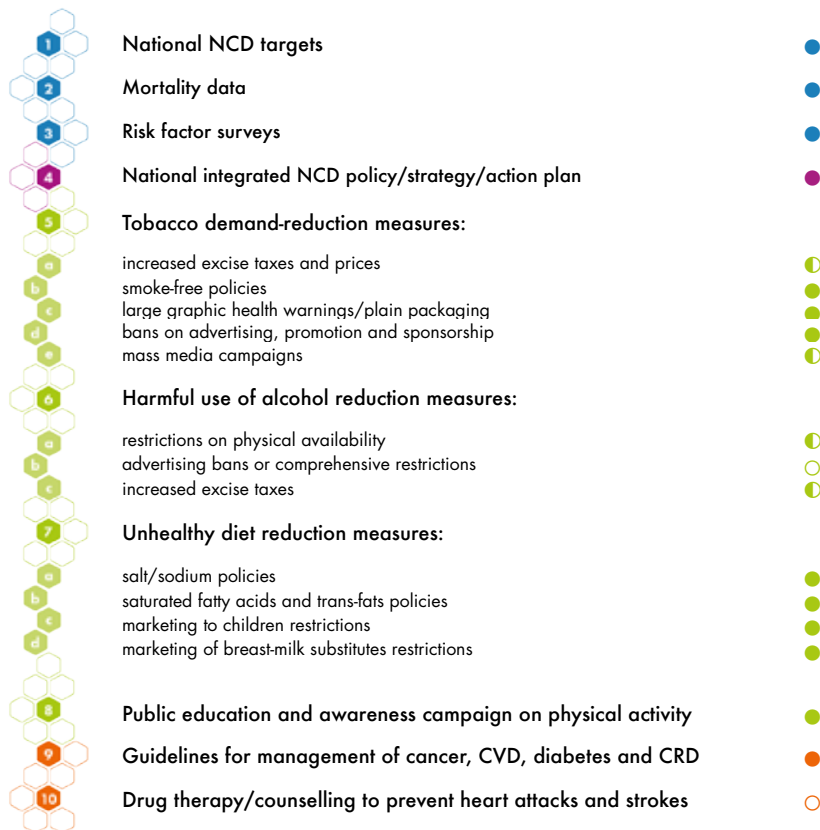 1 National NCD targets
2 Mortality data
3 Risk factor surveys
4 National integrated NCD policy/strategy/action plan
5 Tobacco demand-reduction measures:
a increased excise taxes and prices
b smoke-free policies
c large graphic health warnings/plain packaging
d bans on advertising, promotion and sponsorship
e mass media campaigns
6 Harmful use of alcohol reduction measures:
a restrictions on physical availability
b advertising bans or comprehensive restrictions
c increased excise taxes
7 Unhealthy diet reduction measures:
a salt/sodium policies
b saturated fatty acids and trans-fats policies
c marketing to children restrictions
d marketing of breast-milk substitutes restrictions
8 Public education and awareness campaign on physical activity
9 Guidelines for management of cancer, CVD, diabetes and CRD
10 Drug therapy/counselling to prevent heart attacks and strokes